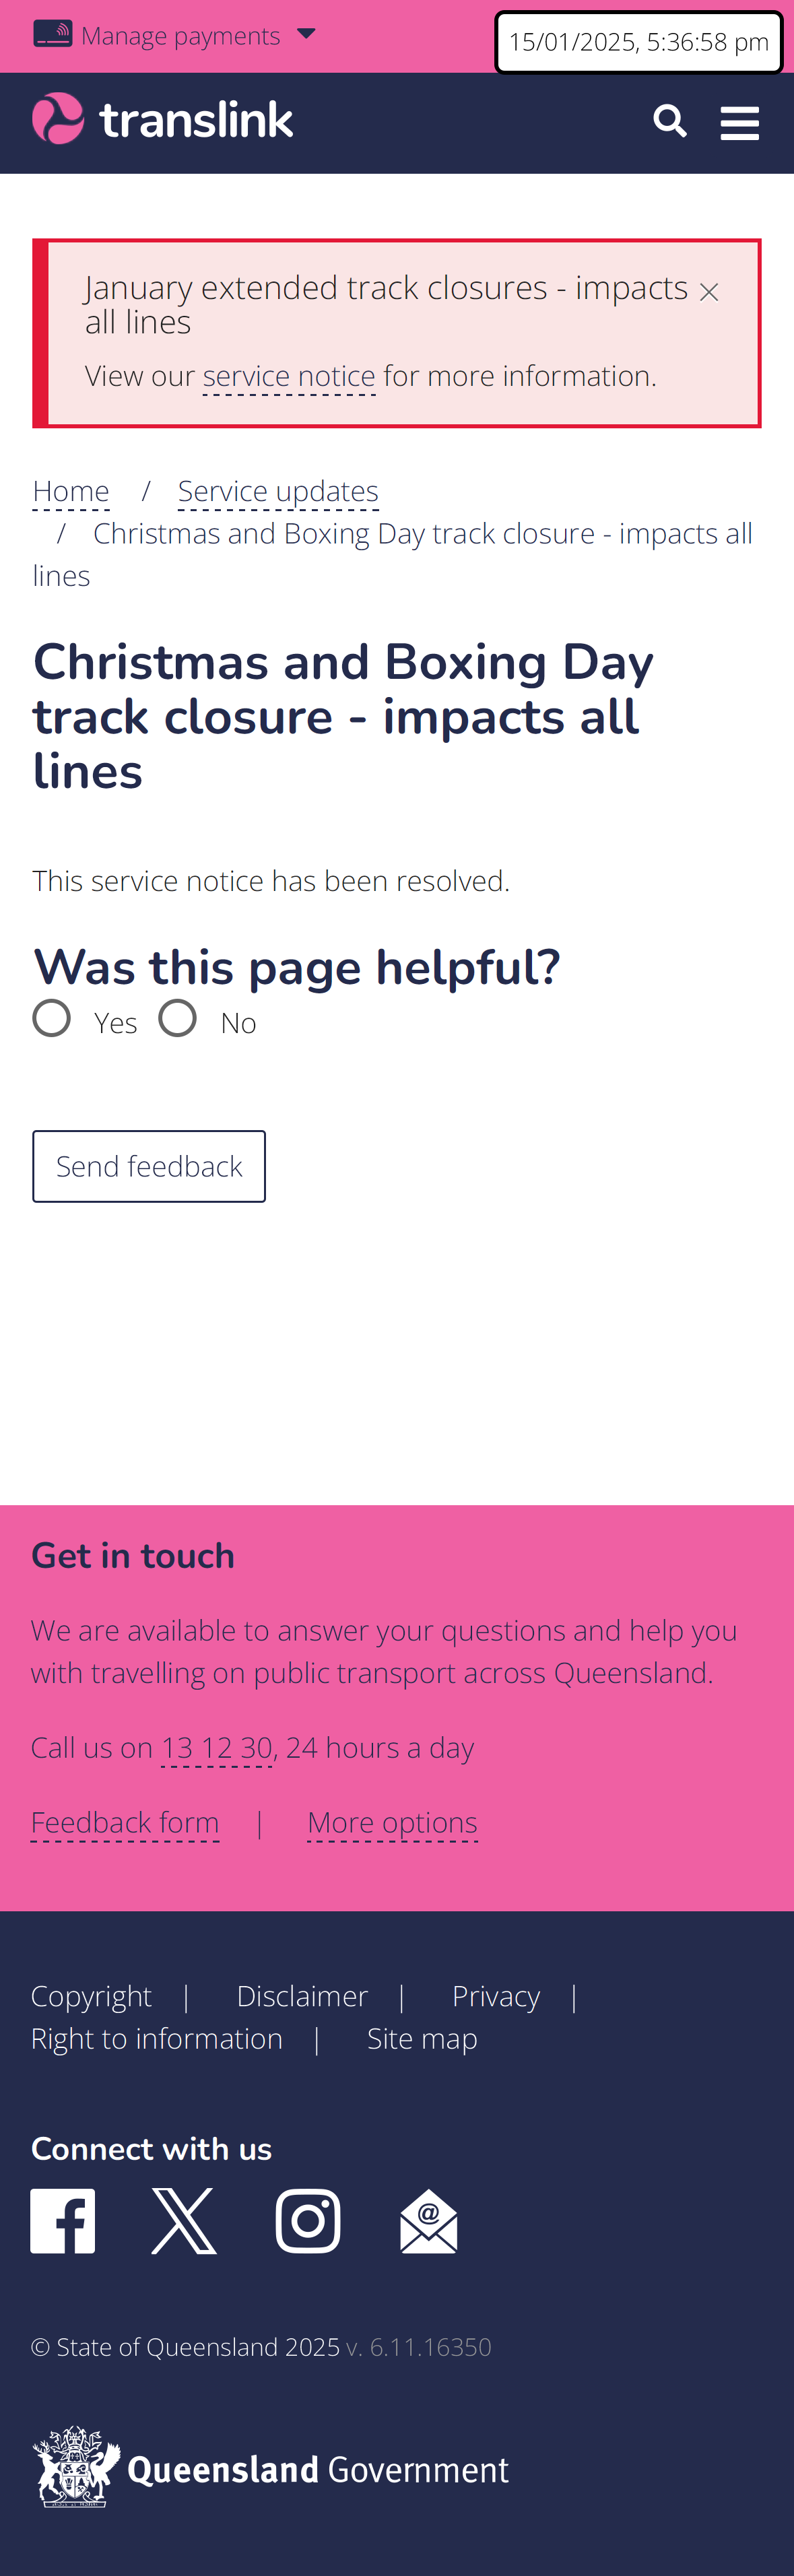 Manage payments
15/01/2025, 5:36:58 pm
translink
January extended track closures - impacts
all lines
View our service notice for more information.
Home / Service updates
/ Christmas and Boxing Day track closure - impacts all
lines
Christmas and Boxing Day
track closure - impacts all
lines
This service notice has been resolved.
Was this page helpful?
Yes No
Send feedback
Get in touch
We are available to answer your questions and help you
with travelling on public transport across Queensland.
Call us on 13 12 30, 24 hours a day
Feedback form | More options
Copyright | Disclaimer | Privacy |
Right to information | Site map
Connect with us
@
© State of Queensland 2025 v. 6.11.16350
Queensland Government